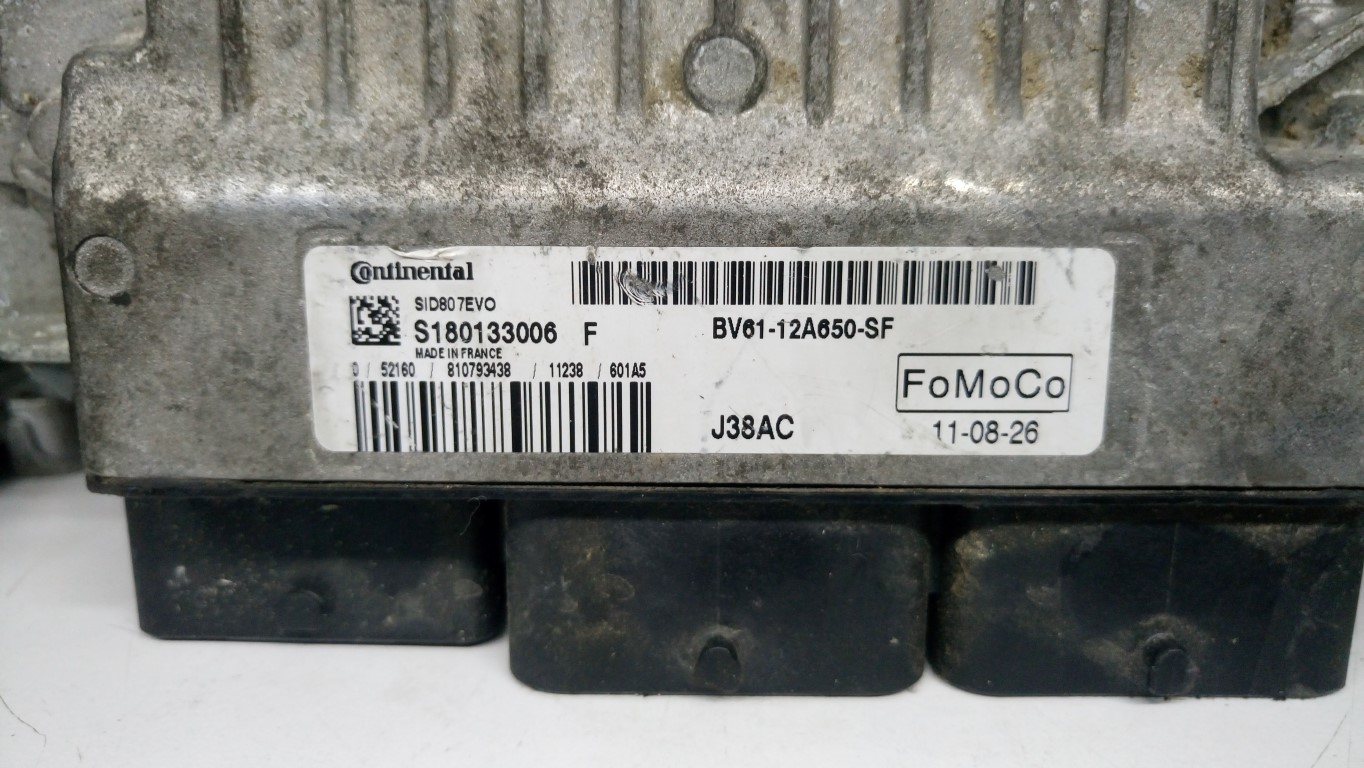 Continental
SID807EVO
S180133006 F
MADE IN FRANCE
BV61-12A650-SF
0 / 52160 / 810793438 / 11238 / 601A5
FoMoCo
J38AC
11-08-26